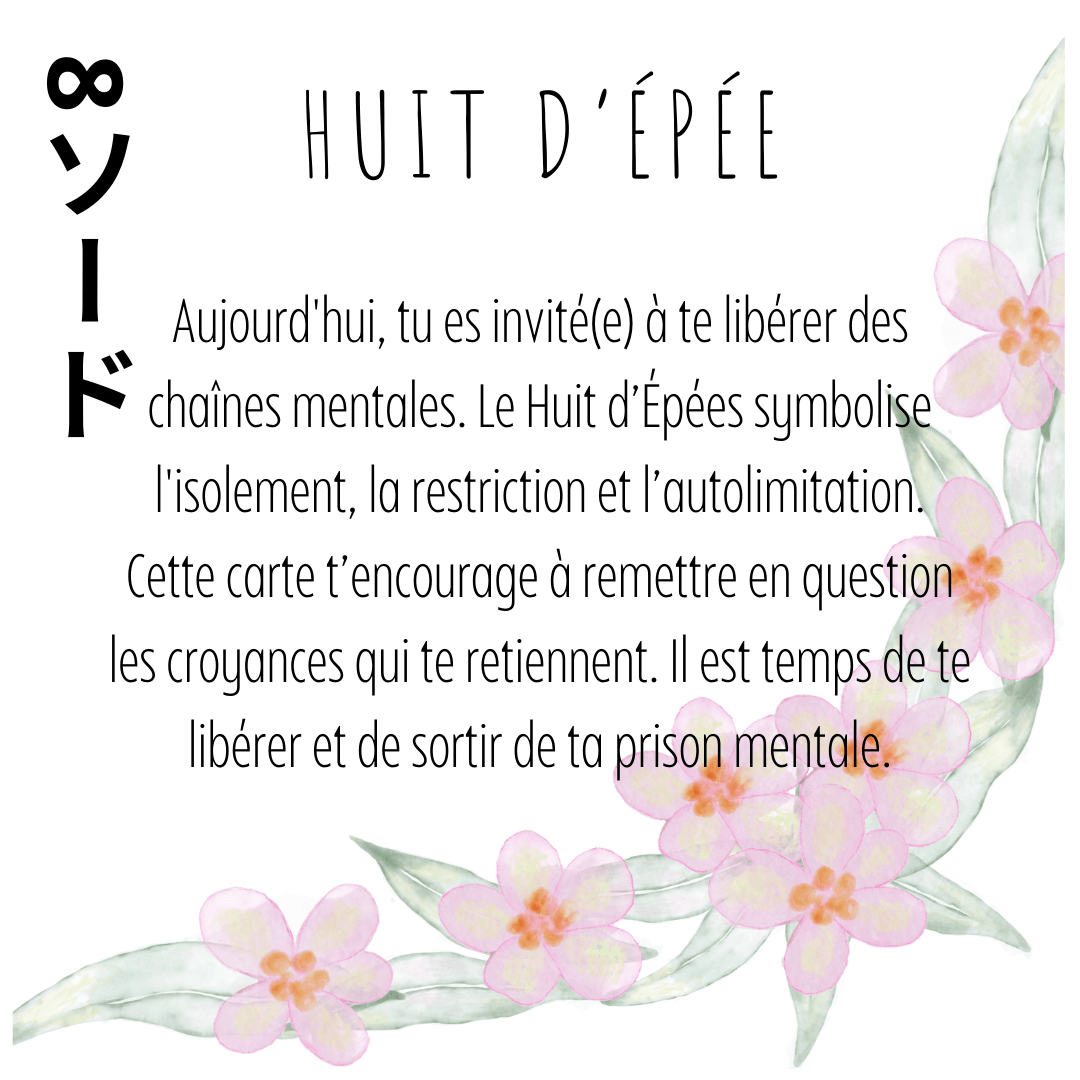 8ソード
HUIT D’ÉPÉE
Aujourd'hui, tu es invité(e) à te libérer des
chaînes mentales. Le Huit d’Épées symbolise
l'isolement, la restriction et l’autolimitation.
Cette carte t’encourage à remettre en question
les croyances qui te retiennent. Il est temps de te
libérer et de sortir de ta prison mentale.